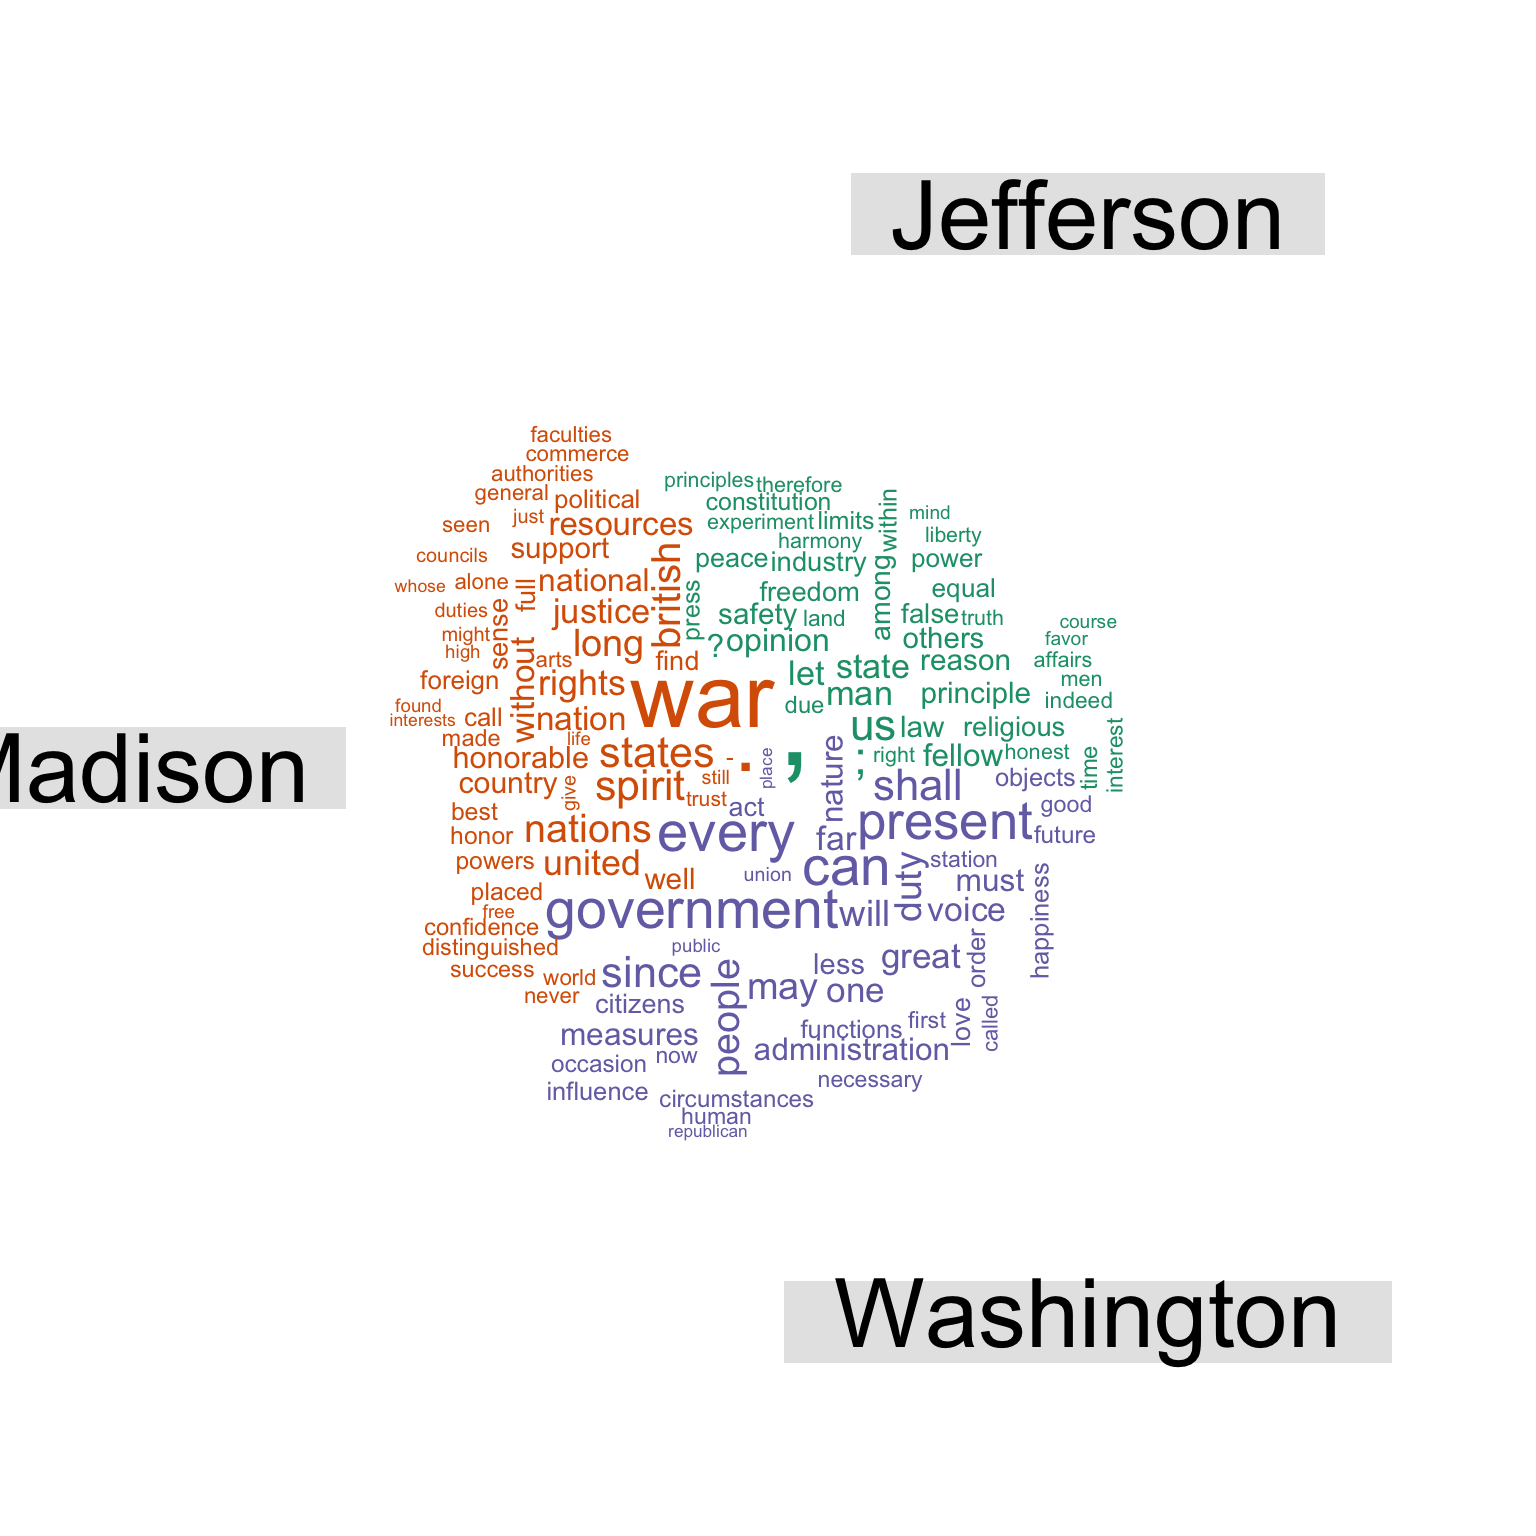 Jefferson
faculties
commerce
authorities
principles therefore
general political constitution within
seen just resources experiment limits mind
councils support harmony liberty
british peace industry power
whose alone full national press freedom among equal
duties sense justice safety land false truth course
might long ? opinion others favor
high without arts find let state reason affairs
foreign rights war due man principle men
found nation us law religious indeed
interests call life
Madison
made honorable states - . place , nature ; right fellow honest time interest
country give spirit still trust shall objects
best act present good
honor nations every far future
powers united can duty station
placed well union must happiness
free government will voice
confidence
distinguished public order
success world since people less great
never citizens may one love called
measures functions first
occasion now administration
influence circumstances necessary
human
republican
Washington